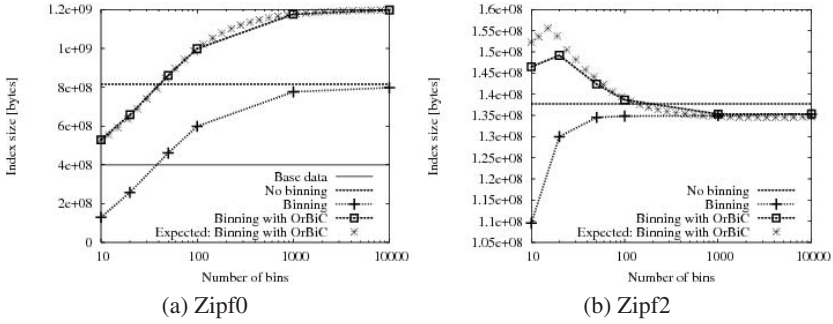 1.2e+09
1e+09
8e+08
6e+08
4e+08
2e+08
0
Index size [bytes]
Base data
No binning
Binning
Binning with OrBiC
Expected: Binning with OrBiC
10
100
1000
10000
Number of bins
(a) Zipf0
1.6e+08
1.55e+08
1.5e+08
1.45e+08
1.4e+08
1.35e+08
1.3e+08
1.25e+08
1.2e+08
1.15e+08
1.1e+08
1.05e+08
Index size [bytes]
No binning
Binning
Binning with OrBiC
Expected: Binning with OrBiC
10
100
1000
10000
Number of bins
(b) Zipf2